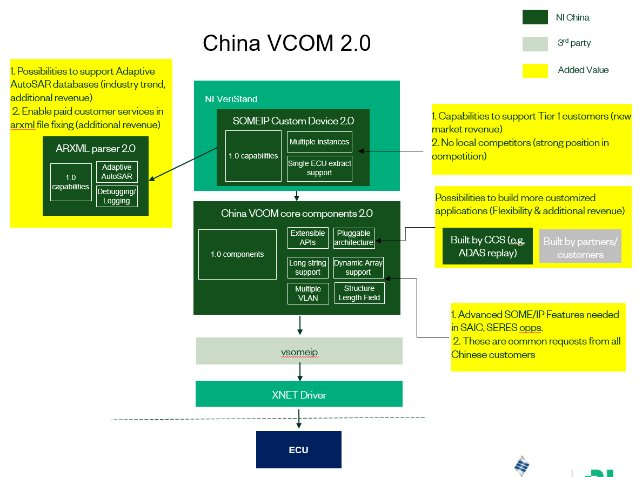 China VCOM 2.0
NI China
3rd party
Added Value
1. Possibilities to support Adaptive
AutoSAR databases (industry trend,
additional revenue)
2. Enable paid customer services in
arxml file fixing (additional revenue)
ARXML parser 2.0
1.0
capabilities
Adaptive
AutoSAR
Debugging/
Logging
NI VeriStand
SOMEIP Custom Device 2.0
1.0 capabilities
Multiple instances
Single ECU extract
support
1. Capabilities to support Tier 1 customers (new
market revenue)
2. No local competitors (strong position in
competition)
China VCOM core components 2.0
1.0 components
Extensible
APIs
Pluggable
architecture
Long string
support
Dynamic Array
support
Multiple
VLAN
Structure
Length Field
Possibilities to build more customized
applications (Flexibility & additional revenue)
Built by CCS (e.g,
ADAS replay)
Built by partners/
customers
1. Advanced SOME/IP Features needed
in SAIC, SERES opps.
2. These are common requests from all
Chinese customers
vsomeip
XNET Driver
ECU